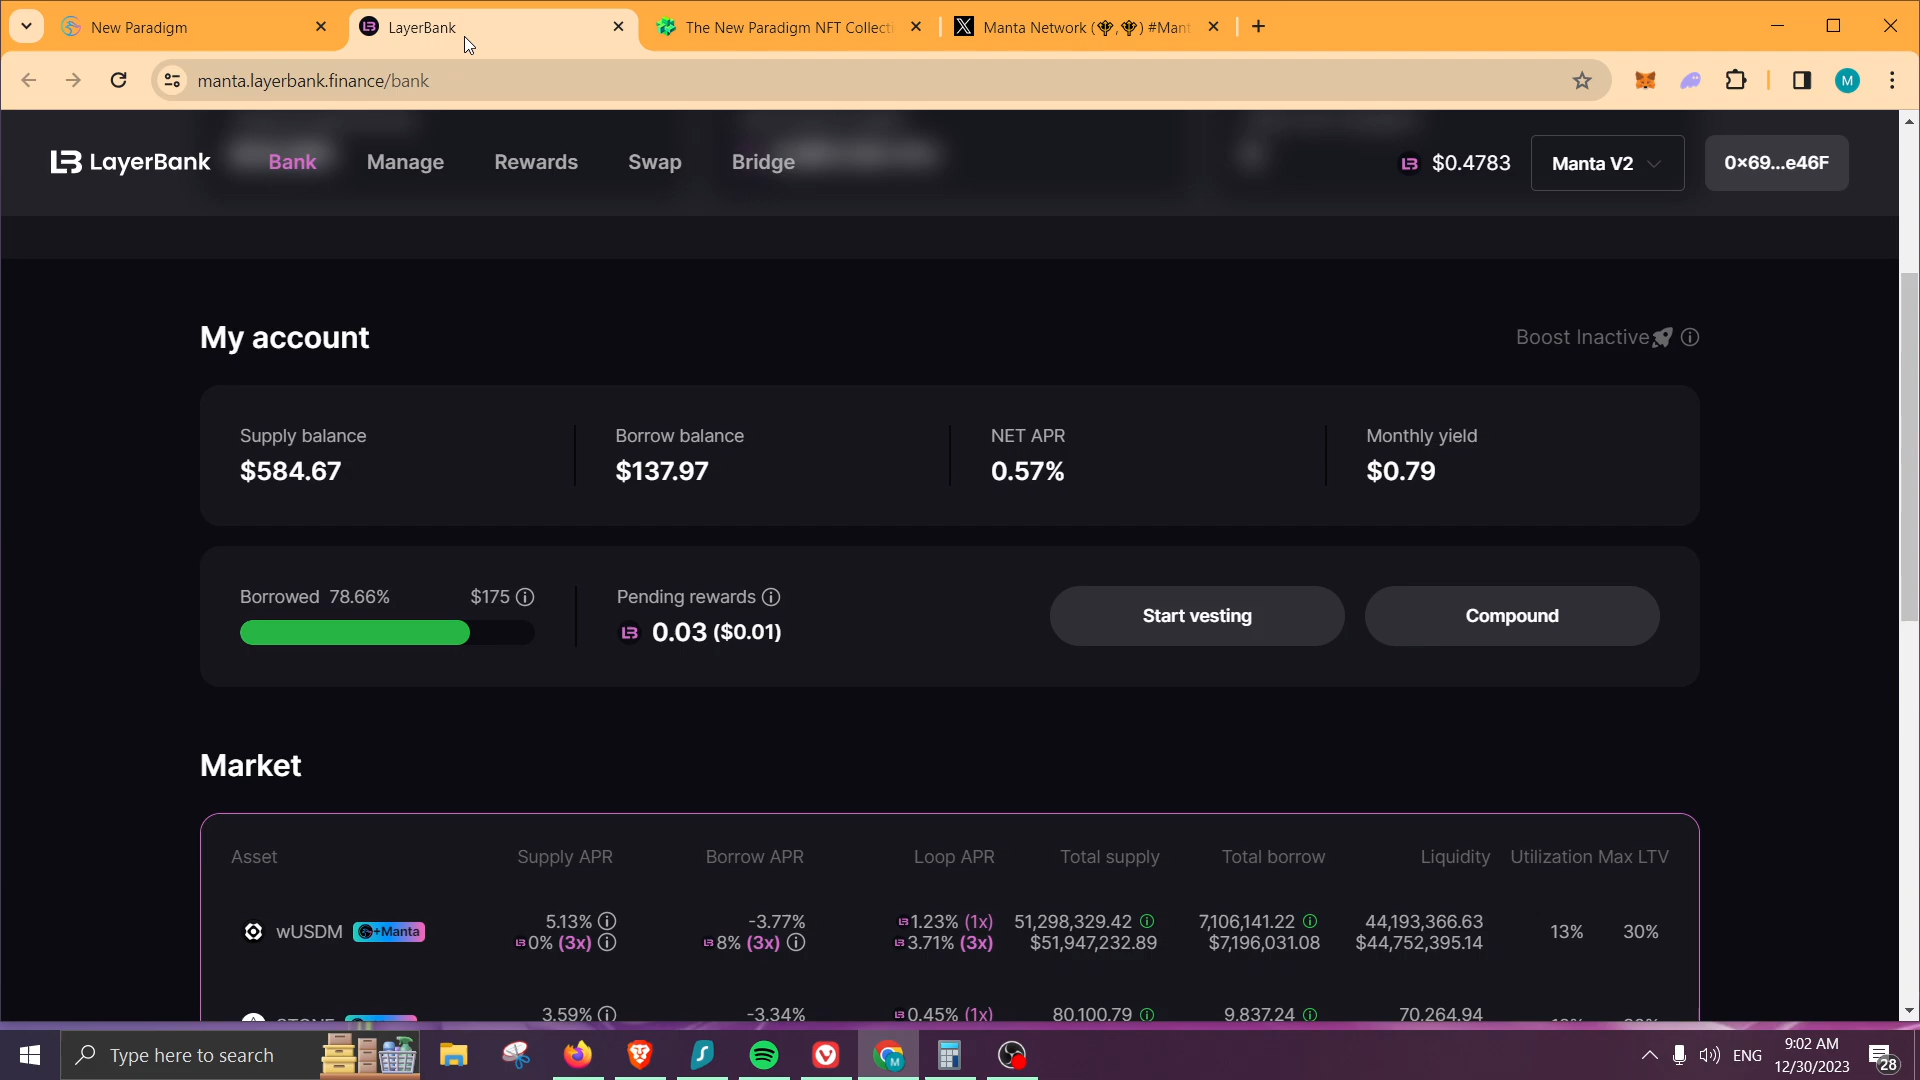 New Paradigm
LayerBank
The New Paradigm NFT Collecti
Manta Network (🔱,🔱) #Mant
manta.layerbank.finance/bank
M
LayerBank
Bank
Manage
Rewards
Swap
Bridge
$0.4783
Manta V2
0×69...e46F
My account
Boost Inactive
Supply balance
Borrow balance
NET APR
Monthly yield
$584.67
$137.97
0.57%
$0.79
Borrowed 78.66%
$175
Pending rewards
0.03 ($0.01)
Start vesting
Compound
Market
Asset
Supply APR
Borrow APR
Loop APR
Total supply
Total borrow
Liquidity
Utilization
Max LTV
wUSDM
+Manta
5.13%
0% (3x)
-3.77%
8% (3x)
1.23% (1x)
3.71% (3x)
51,298,329.42
$51,947,232.89
7,106,141.22
$7,196,031.08
44,193,366.63
$44,752,395.14
13%
30%
STONE
3.59%
-3.34%
0.45% (1x)
80,100.79
9,837.24
70,264.94
Type here to search
M
ENG
9:02 AM
12/30/2023
28